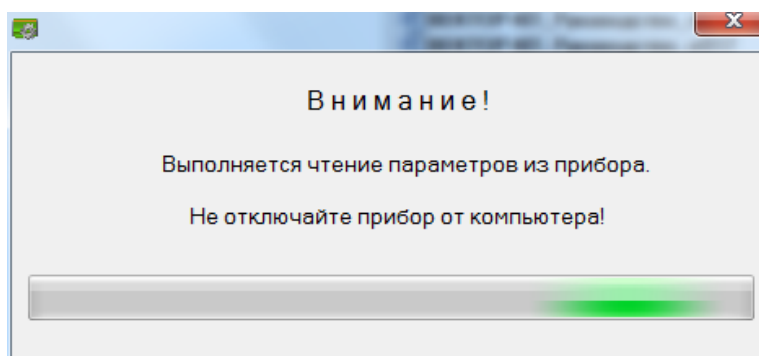 Внимание!
Выполняется чтение параметров из прибора.
Не отключайте прибор от компьютера!